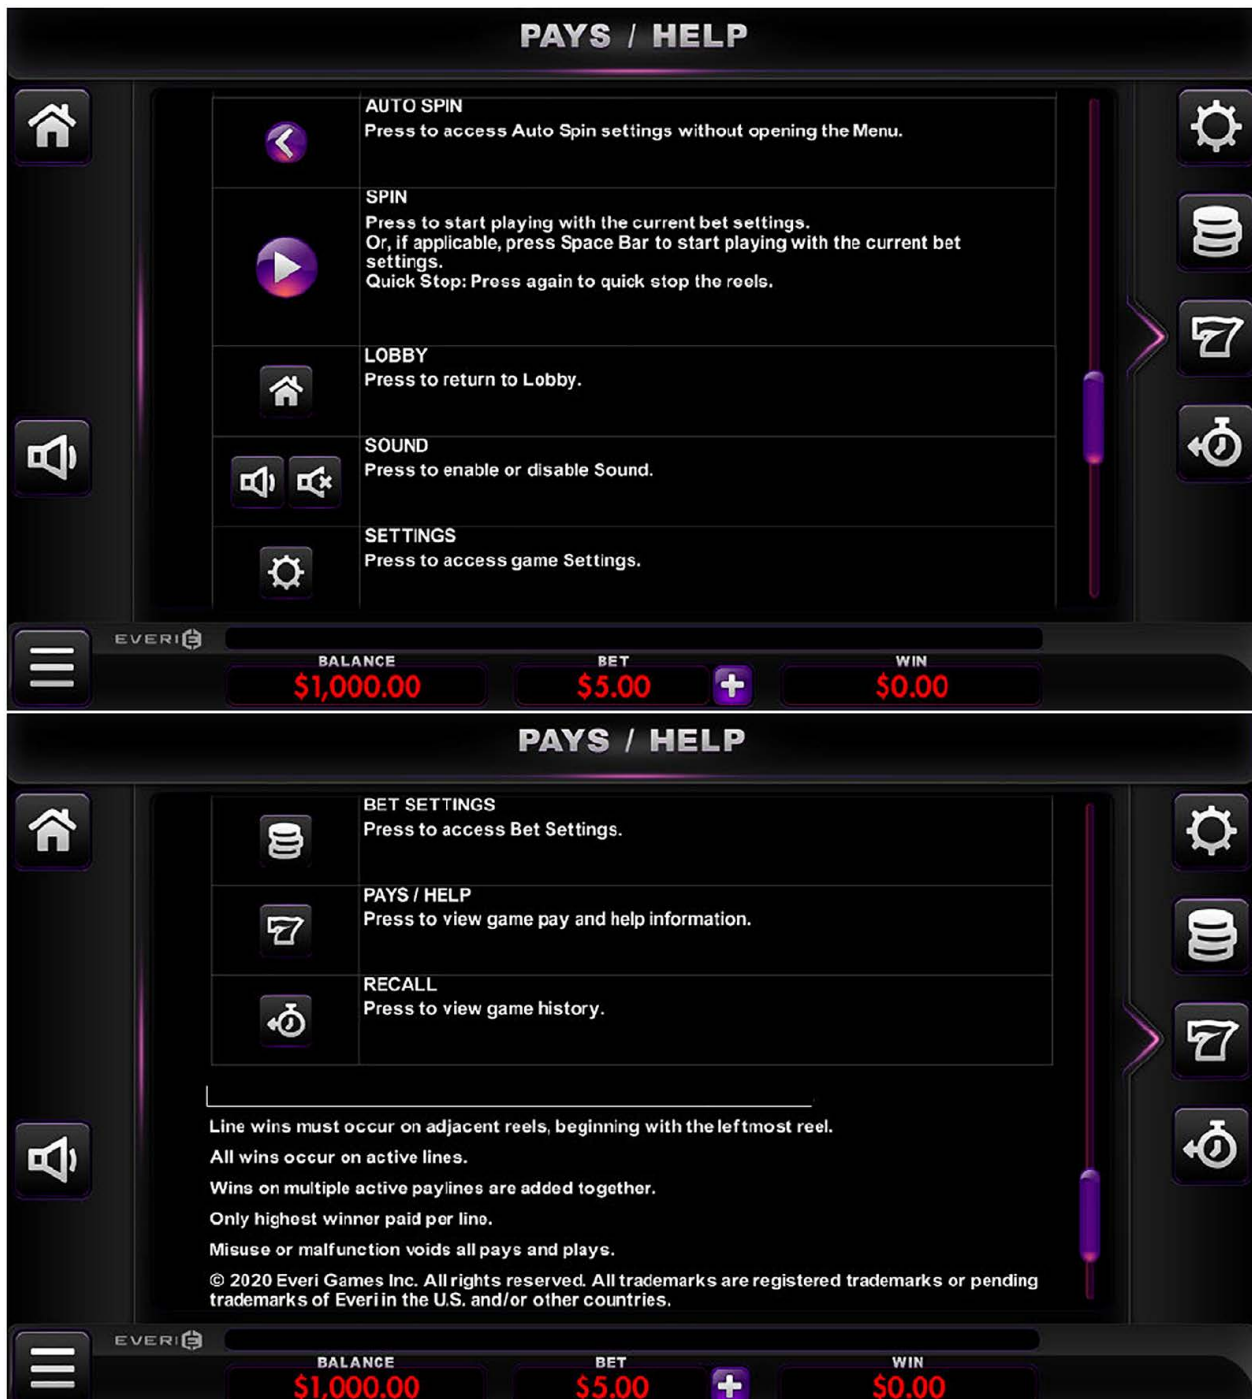 PAYS / HELP
AUTO SPIN
Press to access Auto Spin settings without opening the Menu.
SPIN
Press to start playing with the current bet settings.
Or, if applicable, press Space Bar to start playing with the current bet
settings.
Quick Stop: Press again to quick stop the reels.
LOBBY
Press to return to Lobby.
SOUND
Press to enable or disable Sound.
SETTINGS
Press to access game Settings.
EVERI
BALANCE
$1,000.00
BET
$5.00
WIN
$0.00
PAYS / HELP
BET SETTINGS
Press to access Bet Settings.
PAYS / HELP
Press to view game pay and help information.
RECALL
Press to view game history.
Line wins must occur on adjacent reels, beginning with the leftmost reel.
All wins occur on active lines.
Wins on multiple active paylines are added together.
Only highest winner paid per line.
Misuse or malfunction voids all pays and plays.
© 2020 Everi Games Inc. All rights reserved. All trademarks are registered trademarks or pending
trademarks of Everi in the U.S. and/or other countries.
EVERI
BALANCE
$1,000.00
BET
$5.00
WIN
$0.00